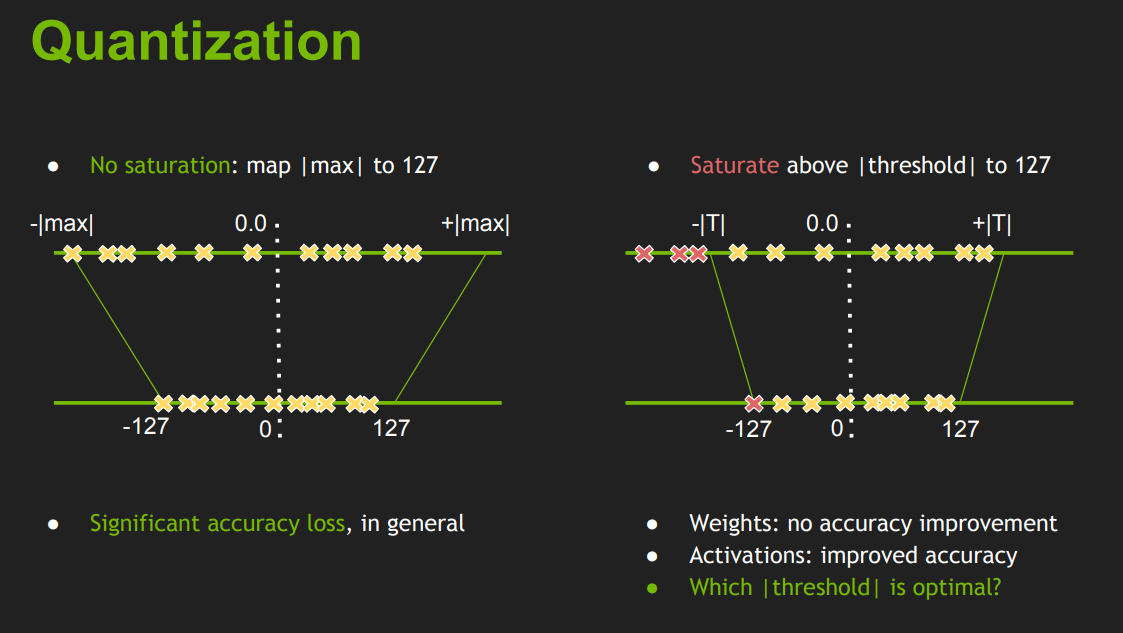 Quantization
● No saturation: map |max| to 127
-|max| 0.0 +|max|
-127 0 127
● Significant accuracy loss, in general
● Saturate above |threshold| to 127
-|T| 0.0 +|T|
-127 0 127
● Weights: no accuracy improvement
● Activations: improved accuracy
● Which |threshold| is optimal?